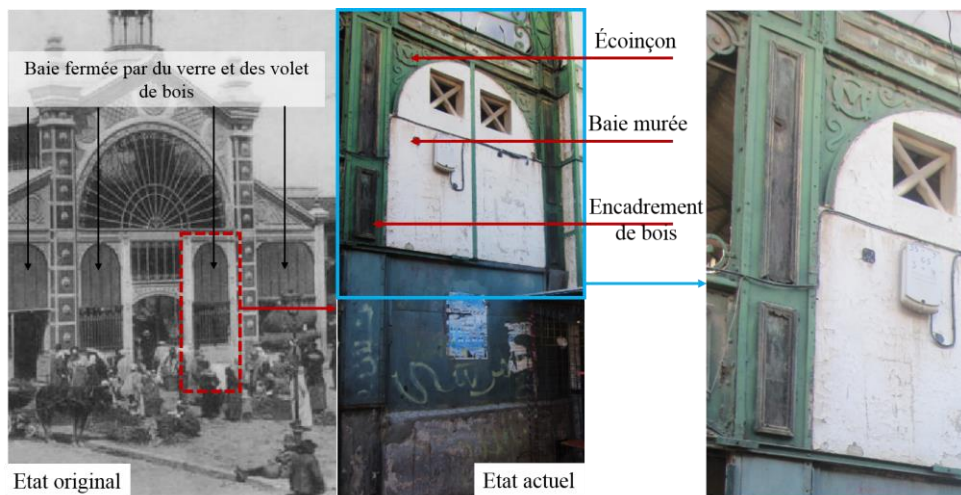 Baie fermée par du verre et des volet
de bois
Écoinçon
Baie murée
Encadrement
de bois
Etat original
Etat actuel